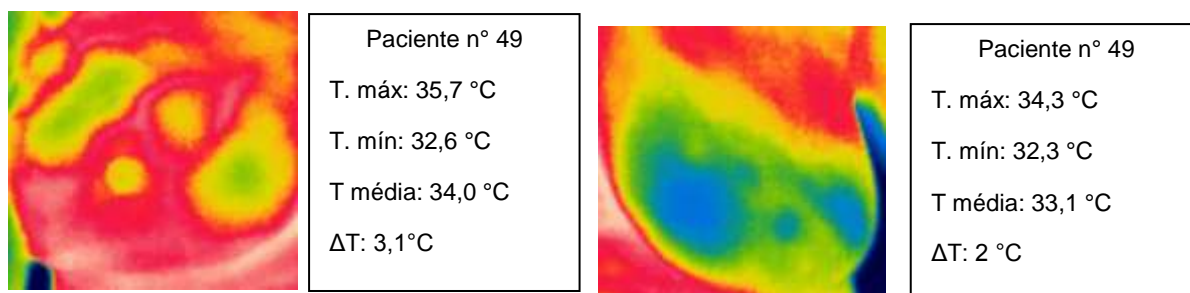 Paciente n° 49
T. máx: 35,7 °C
T. mín: 32,6 °C
T média: 34,0 °C
ΔT: 3,1°C
Paciente n° 49
T. máx: 34,3 °C
T. mín: 32,3 °C
T média: 33,1 °C
ΔT: 2 °C